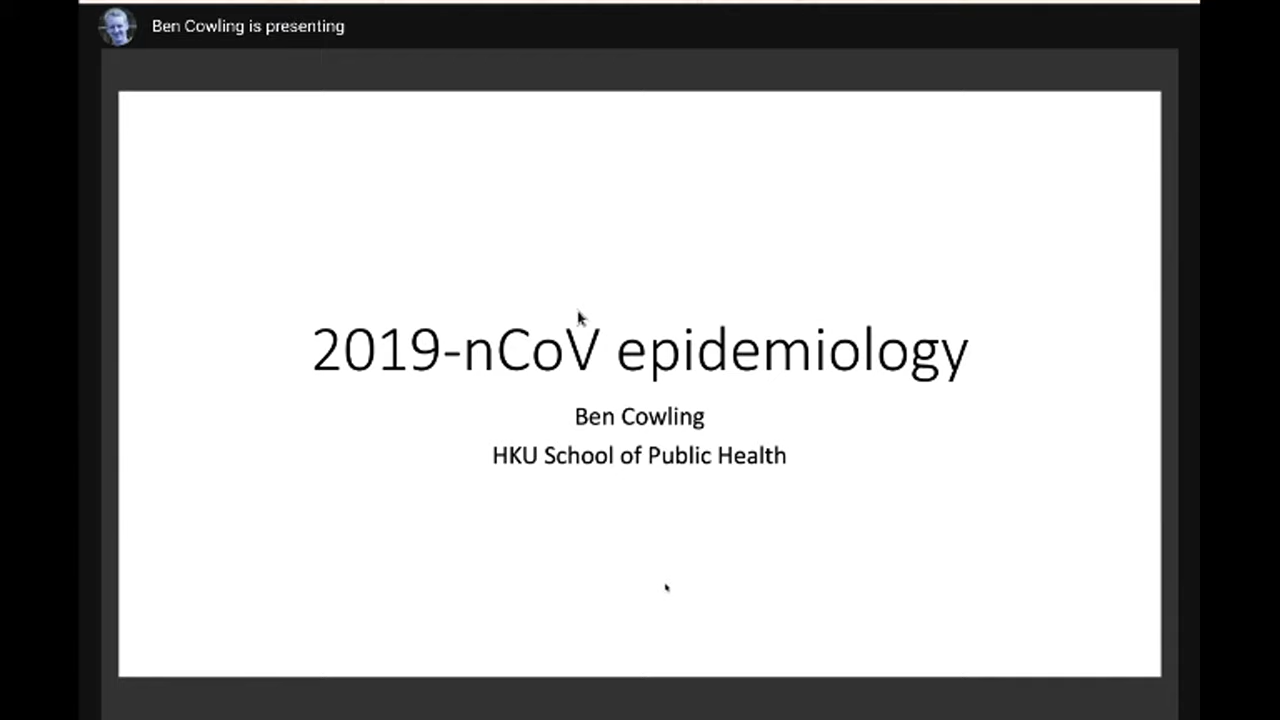 Ben Cowling is presenting
2019-nCoV epidemiology
Ben Cowling
HKU School of Public Health